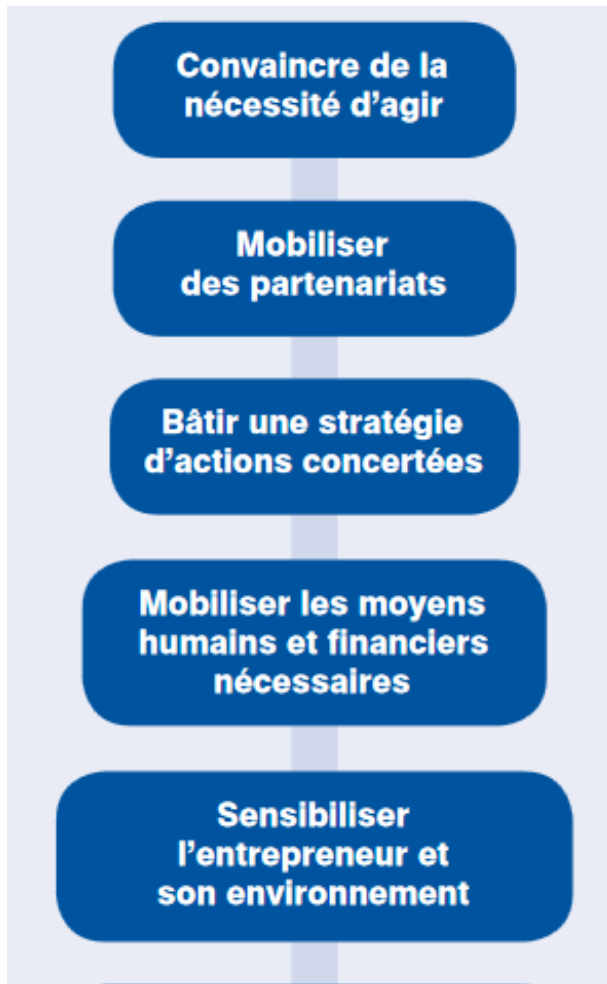 Convaincre de la
nécessité d’agir
Mobiliser
des partenariats
Bâtir une stratégie
d’actions concertées
Mobiliser les moyens
humains et financiers
nécessaires
Sensibiliser
l’entrepreneur et
son environnement